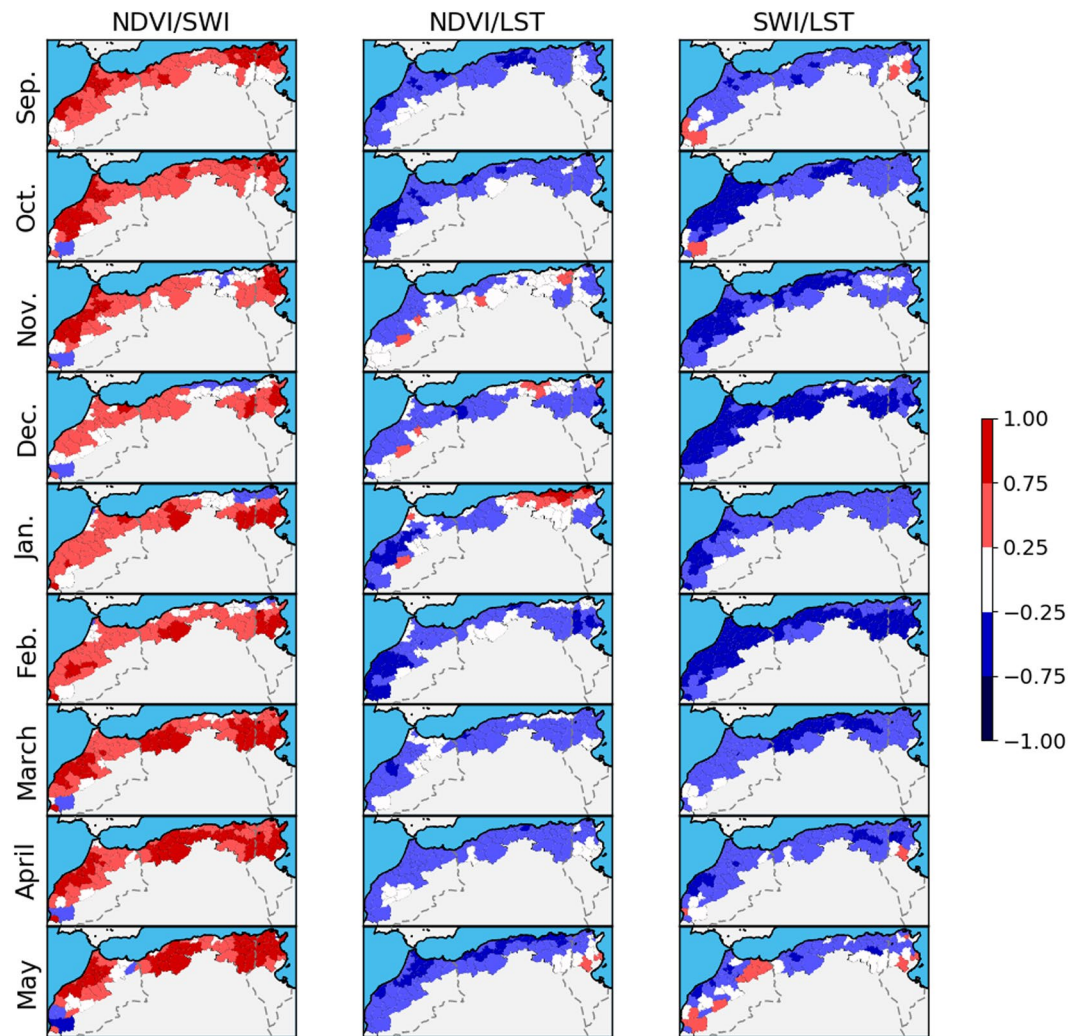 NDVI/SWI NDVI/LST SWI/LST
Sep.
Oct.
Nov.
Dec.
Jan.
Feb.
March
April
May
1.00
0.75
0.25
−0.25
−0.75
−1.00